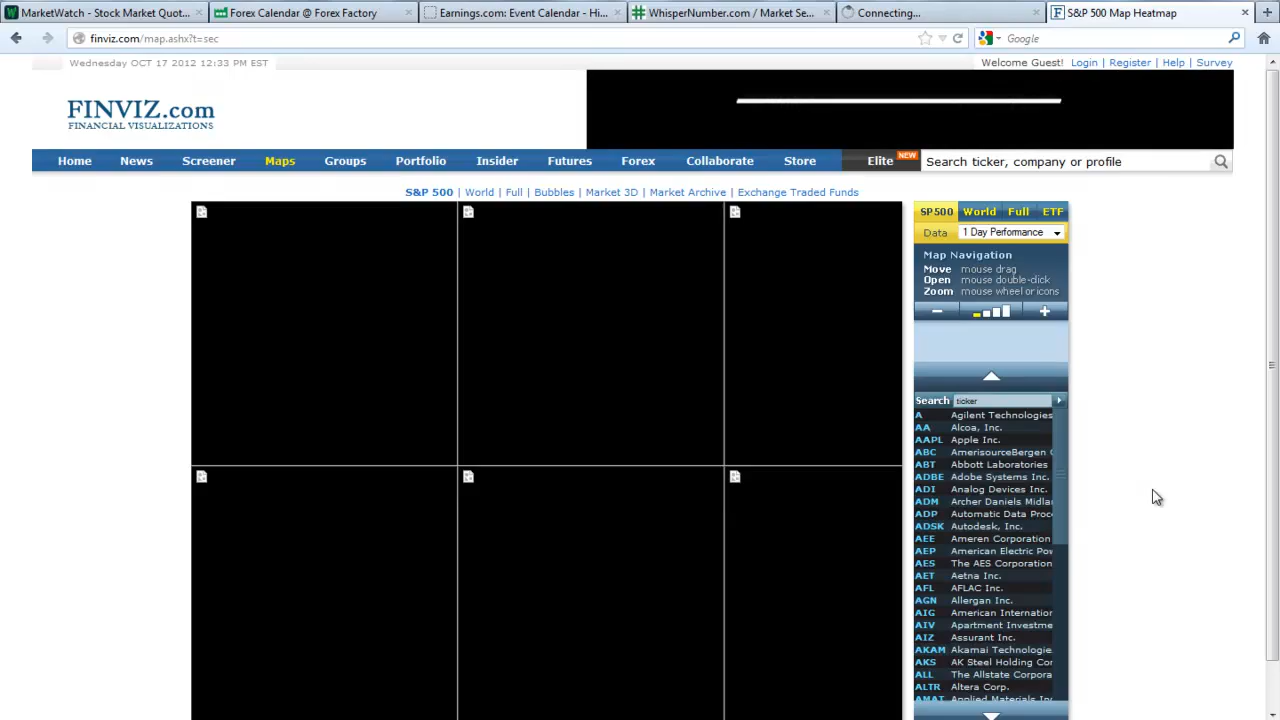 MarketWatch - Stock Market Quot...
Forex Calendar @ Forex Factory
Earnings.com: Event Calendar - Hi...
WhisperNumber.com / Market Se...
Connecting...
S&P 500 Map Heatmap
finviz.com/map.ashx?t=sec
Google
Wednesday OCT 17 2012 12:33 PM EST
Welcome Guest! Login | Register | Help | Survey
FINVIZ.com
FINANCIAL VISUALIZATIONS
Home News Screener Maps Groups Portfolio Insider Futures Forex Collaborate Store Elite NEW Search ticker, company or profile
S&P 500 | World | Full | Bubbles | Market 3D | Market Archive | Exchange Traded Funds
SP500 World Full ETF
Data 1 Day Performance
Map Navigation
Move mouse drag
Open mouse double-click
Zoom mouse wheel or icons
Search ticker
A Agilent Technologies
AA Alcoa, Inc.
AAPL Apple Inc.
ABC AmerisourceBergen
ABT Abbott Laboratories
ADBE Adobe Systems Inc.
ADI Analog Devices Inc.
ADM Archer Daniels Midla
ADP Automatic Data Proc
ADSK Autodesk, Inc.
AEE Ameren Corporation
AEP American Electric Pow
AES The AES Corporation
AET Aetna Inc.
AFL AFLAC Inc.
AGN Allergan Inc.
AIG American Internation
AIV Apartment Investme
AIZ Assurant Inc.
AKAM Akamai Technologie
AKS AK Steel Holding Cor
ALL The Allstate Corpora
ALTR Altera Corp.
AMAT Applied Materials Inc